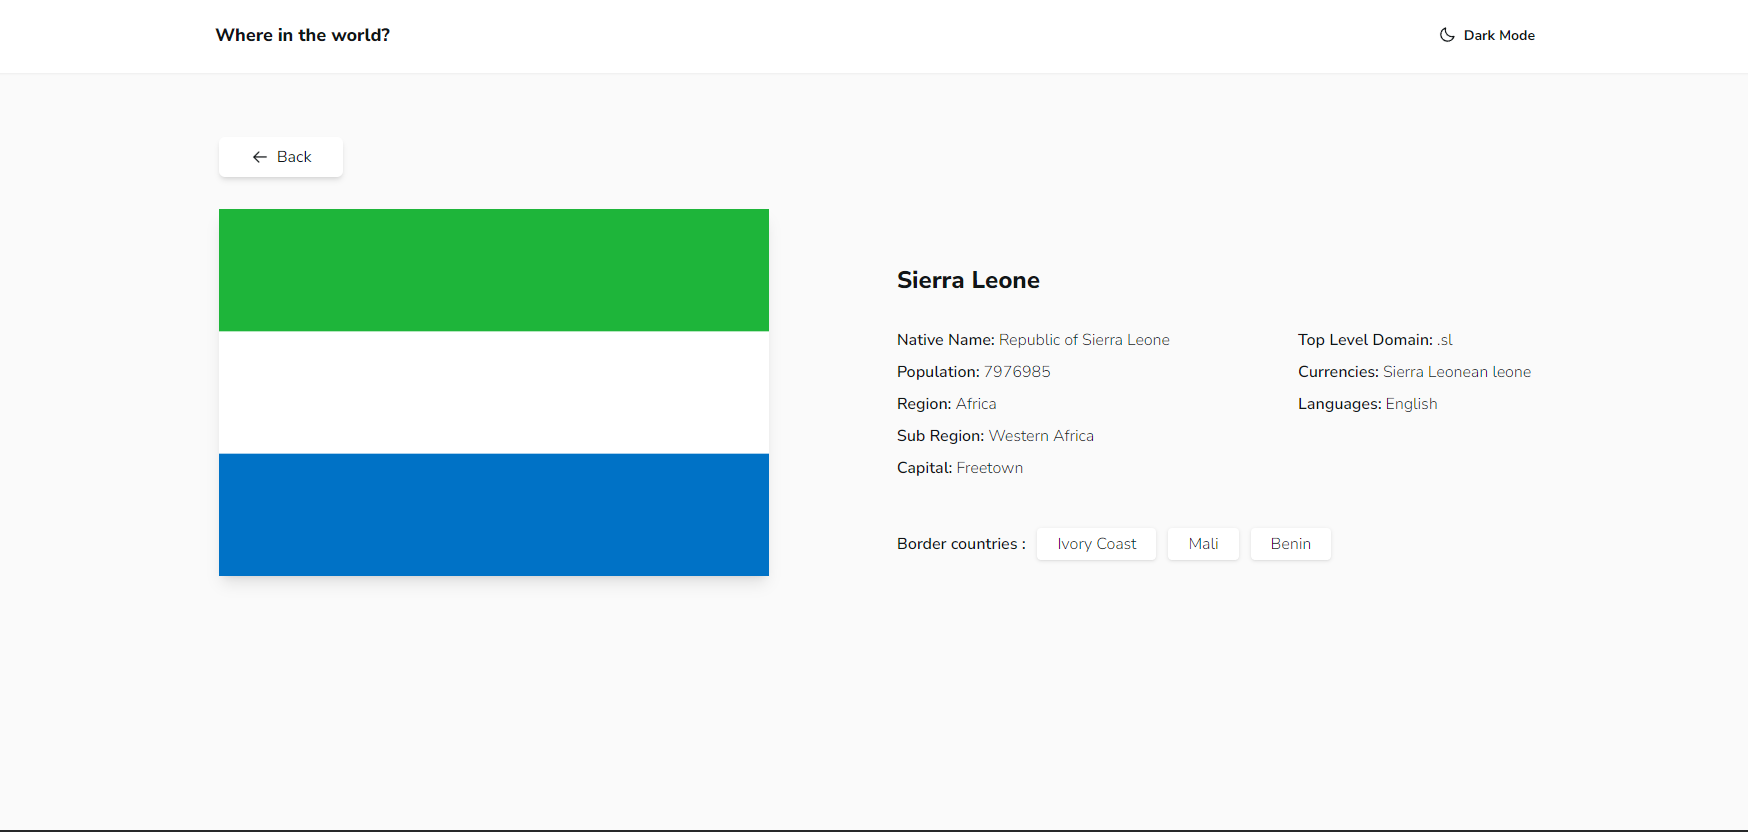 Where in the world?
Dark Mode
Back
Sierra Leone
Native Name: Republic of Sierra Leone
Population: 7976985
Region: Africa
Sub Region: Western Africa
Capital: Freetown
Top Level Domain: .sl
Currencies: Sierra Leonean leone
Languages: English
Border countries : Ivory Coast Mali Benin